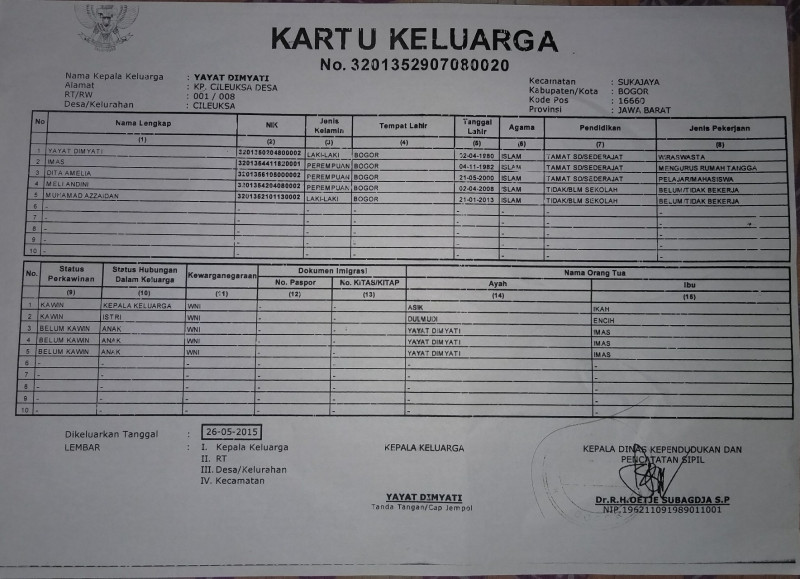 KARTU KELUARGA
No. 3201352907080020
Nama Kepala Keluarga : YAYAT DIMYATI
Alamat : KP. CILEUKSA DESA
RT/RW : 001 / 008
Desa/Kelurahan : CILEUKSA
Kecamatan : SUKAJAYA
Kabupaten/Kota : BOGOR
Kode Pos : 16660
Provinsi : JAWA BARAT
No Nama Lengkap NIK Jenis Kelamin Tempat Lahir Tanggal Lahir Agama Pendidikan Jenis Pekerjaan
(1) (2) (3) (4) (5) (6) (7) (8)
1 YAYAT DIMYATI LAKI-LAKI BOGOR 02-04-1980 ISLAM TAMAT SD/SEDERAJAT WIRASWASTA
2 IMAS PEREMPUAN BOGOR 04-11-1982 ISLAM TAMAT SD/SEDERAJAT MENGURUS RUMAH TANGGA
3 AMELIA PEREMPUAN BOGOR 21-05-2000 ISLAM TAMAT SD/SEDERAJAT PELAJAR/MAHASISWA
4 MELI ANDINI 3201354204080002 PEREMPUAN BOGOR 02-04-2008 ISLAM TIDAK/BLM SEKOLAH BELUM/TIDAK BEKERJA
5 MUHAMAD AZZAIDAN 3201352101130002 LAKI-LAKI BOGOR 21-01-2013 ISLAM TIDAK/BLM SEKOLAH BELUM/TIDAK BEKERJA
6 - - - - - - - -
7 - - - - - - - -
8 - - - - - - - -
9 - - - - - - - -
10 - - - - - - - -
No. Status Perkawinan Status Hubungan Dalam Keluarga Kewarganegaraan Dokumen Imigrasi Nama Orang Tua
No. Paspor No. KITAS/KITAP Ayah Ibu
(9) (10) (11) (12) (13) (14) (15)
1 KAWIN KEPALA KELUARGA WNI - - ASIK IKAH
2 KAWIN ISTRI WNI - - DULMUDI ENCIH
3 BELUM KAWIN ANAK WNI - - YAYAT DIMYATI IMAS
4 BELUM KAWIN ANAK WNI - - YAYAT DIMYATI IMAS
5 BELUM KAWIN ANAK WNI - - YAYAT DIMYATI IMAS
6 - - - - - - -
7 - - - - - - -
8 - - - - - - -
9 - - - - - - -
10 - - - - - - -
Dikeluarkan Tanggal : 26-05-2015
LEMBAR : I. Kepala Keluarga
II. RT
III. Desa/Kelurahan
IV. Kecamatan
KEPALA KELUARGA
YAYAT DIMYATI
Tanda Tangan/Cap Jempol
KEPALA DINAS KEPENDUDUKAN DAN
PENCATATAN SIPIL
Dr.R.H.OETJE SUBAGDJA S.P
NIP.196211091989011001